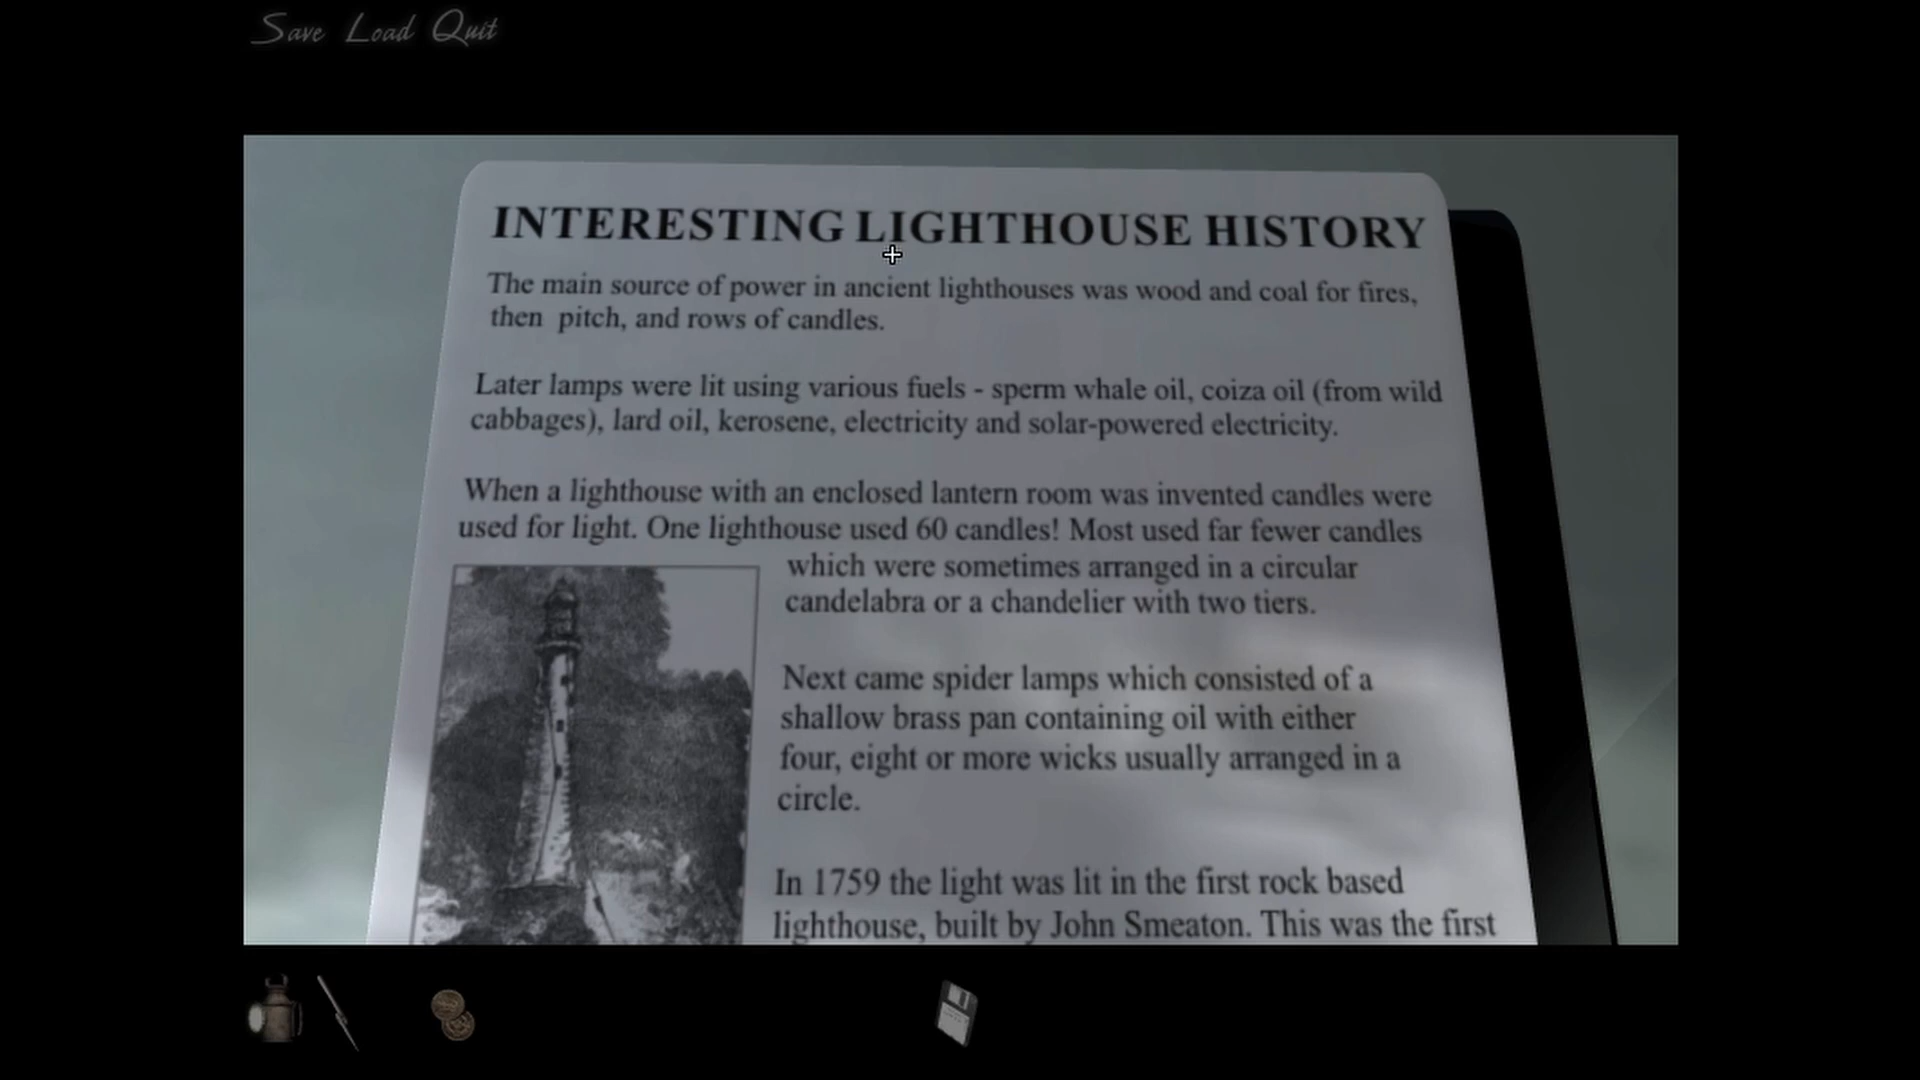 Save Load Quit
INTERESTING LIGHTHOUSE HISTORY
The main source of power in ancient lighthouses was wood and coal for fires,
then pitch, and rows of candles.
Later lamps were lit using various fuels - sperm whale oil, coiza oil (from wild
cabbages), lard oil, kerosene, electricity and solar-powered electricity.
When a lighthouse with an enclosed lantern room was invented candles were
used for light. One lighthouse used 60 candles! Most used far fewer candles
which were sometimes arranged in a circular
candelabra or a chandelier with two tiers.
Next came spider lamps which consisted of a
shallow brass pan containing oil with either
four, eight or more wicks usually arranged in a
circle.
In 1759 the light was lit in the first rock based
lighthouse, built by John Smeaton. This was the first